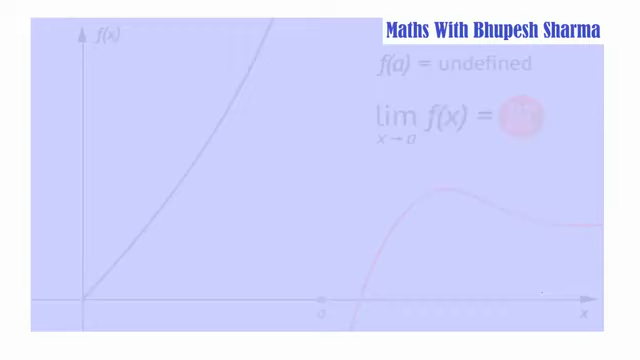 Maths With Bhupesh Sharma
f(x)
f(a) = undefined
lim f(x) =
x → a
a
x